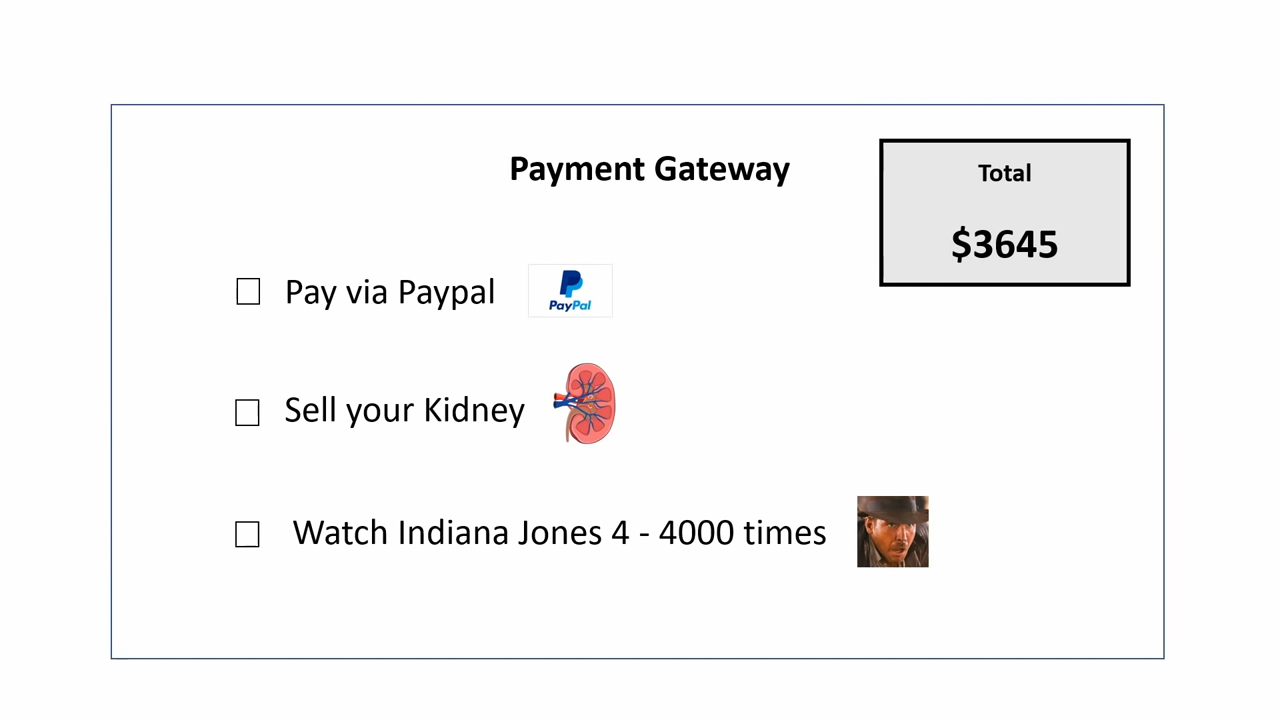 Payment Gateway
Total
$3645
Pay via Paypal
PayPal
Sell your Kidney
Watch Indiana Jones 4 - 4000 times